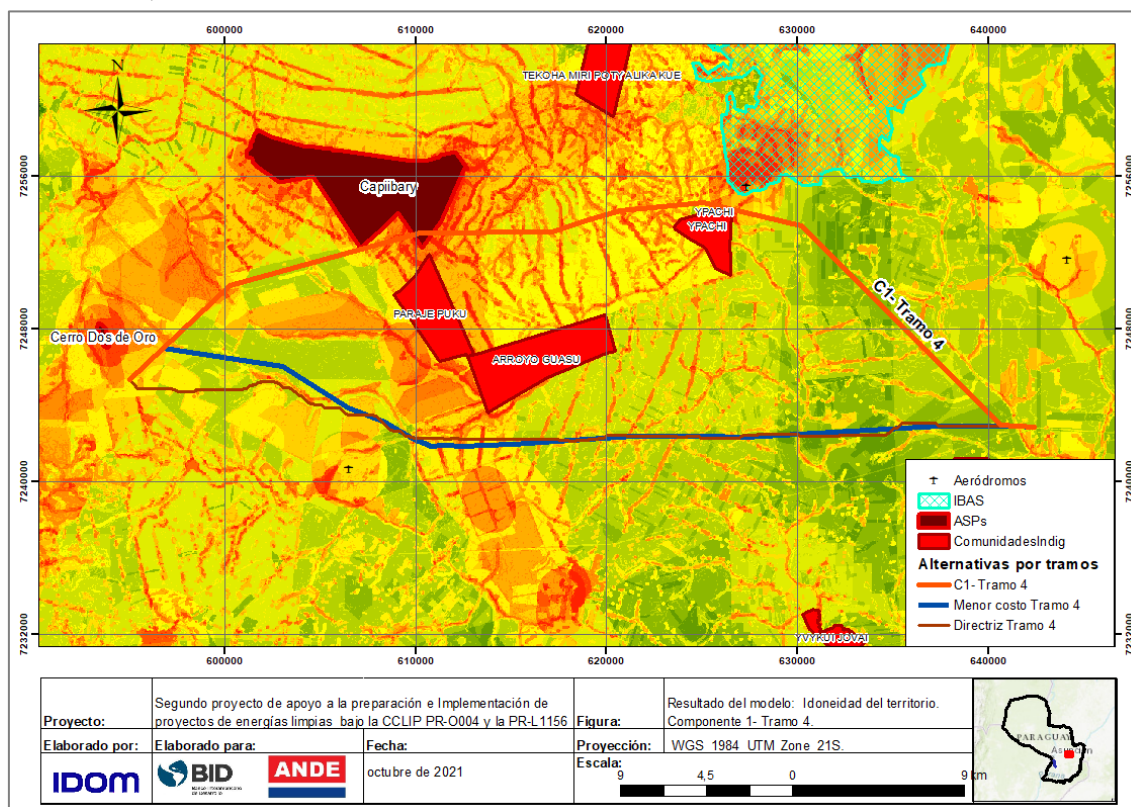 600000 610000 620000 630000 640000
N
TEKOHA MIRI POTY ALIKA KUE
7256000 7256000
Capiibary
YPACHI
YPACHI
C1- Tramo 4
PARAJE PUKU
7248000 7248000
Cerro Dos de Oro
ARROYO GUASU
7240000 7240000
Aeródromos
IBAS
ASPs
ComunidadesIndig
Alternativas por tramos
C1- Tramo 4
Menor costo Tramo 4
Directriz Tramo 4
YVYKUI JOVAI
7232000 7232000
600000 610000 620000 630000 640000
Proyecto:
Segundo proyecto de apoyo a la preparación e Implementación de
proyectos de energías limpias bajo la CCLIP PR-O004 y la PR-L1156
Figura:
Resultado del modelo: Idoneidad del territorio.
Componente 1- Tramo 4.
Elaborado por: Elaborado para: Fecha: Proyección: WGS 1984 UTM Zone 21S.
IDOM
BID
ANDE
octubre de 2021
Escala:
9 4,5 0 9 km
PARAGUAY